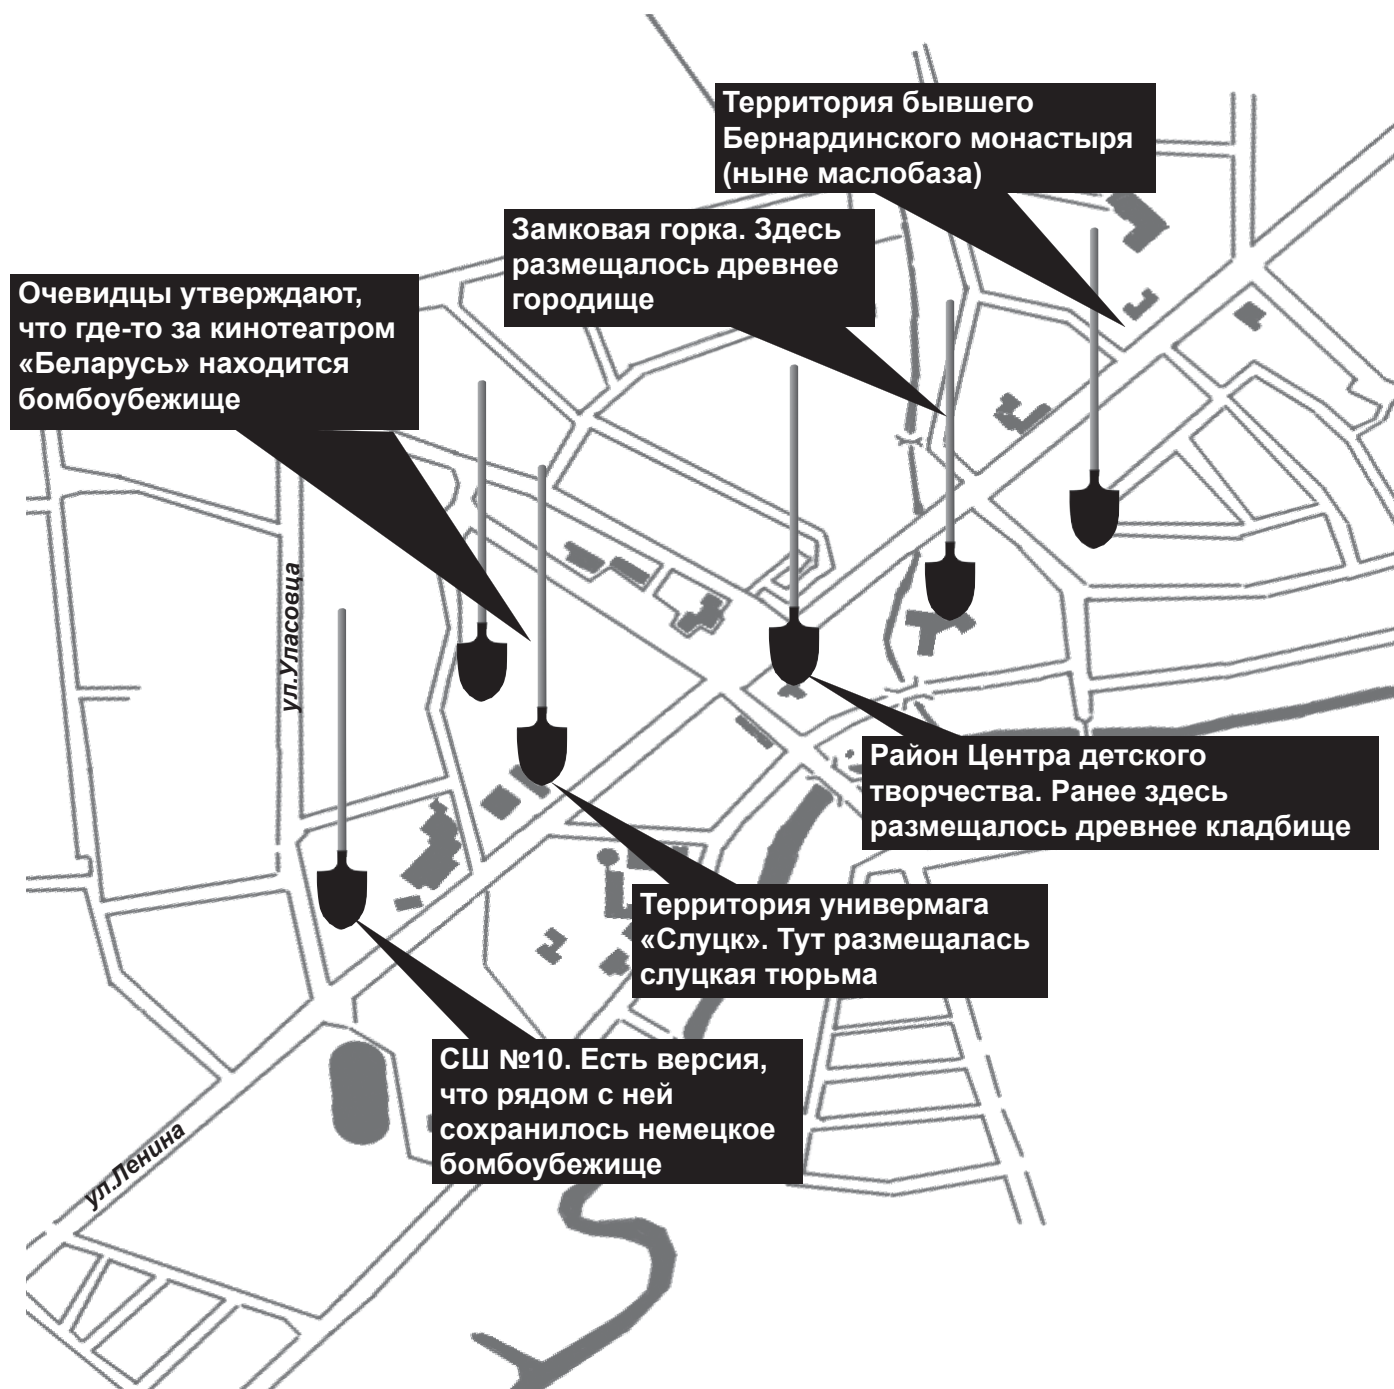 Территория бывшего
Бернардинского монастыря
(ныне маслобаза)
Замковая горка. Здесь
размещалось древнее
городище
Очевидцы утверждают,
что где-то за кинотеатром
«Беларусь» находится
бомбоубежище
ул.Уласовца
Район Центра детского
творчества. Ранее здесь
размещалось древнее кладбище
Территория универмага
«Слуцк». Тут размещалась
слуцкая тюрьма
СШ №10. Есть версия,
что рядом с ней
сохранилось немецкое
бомбоубежище
ул.Ленина